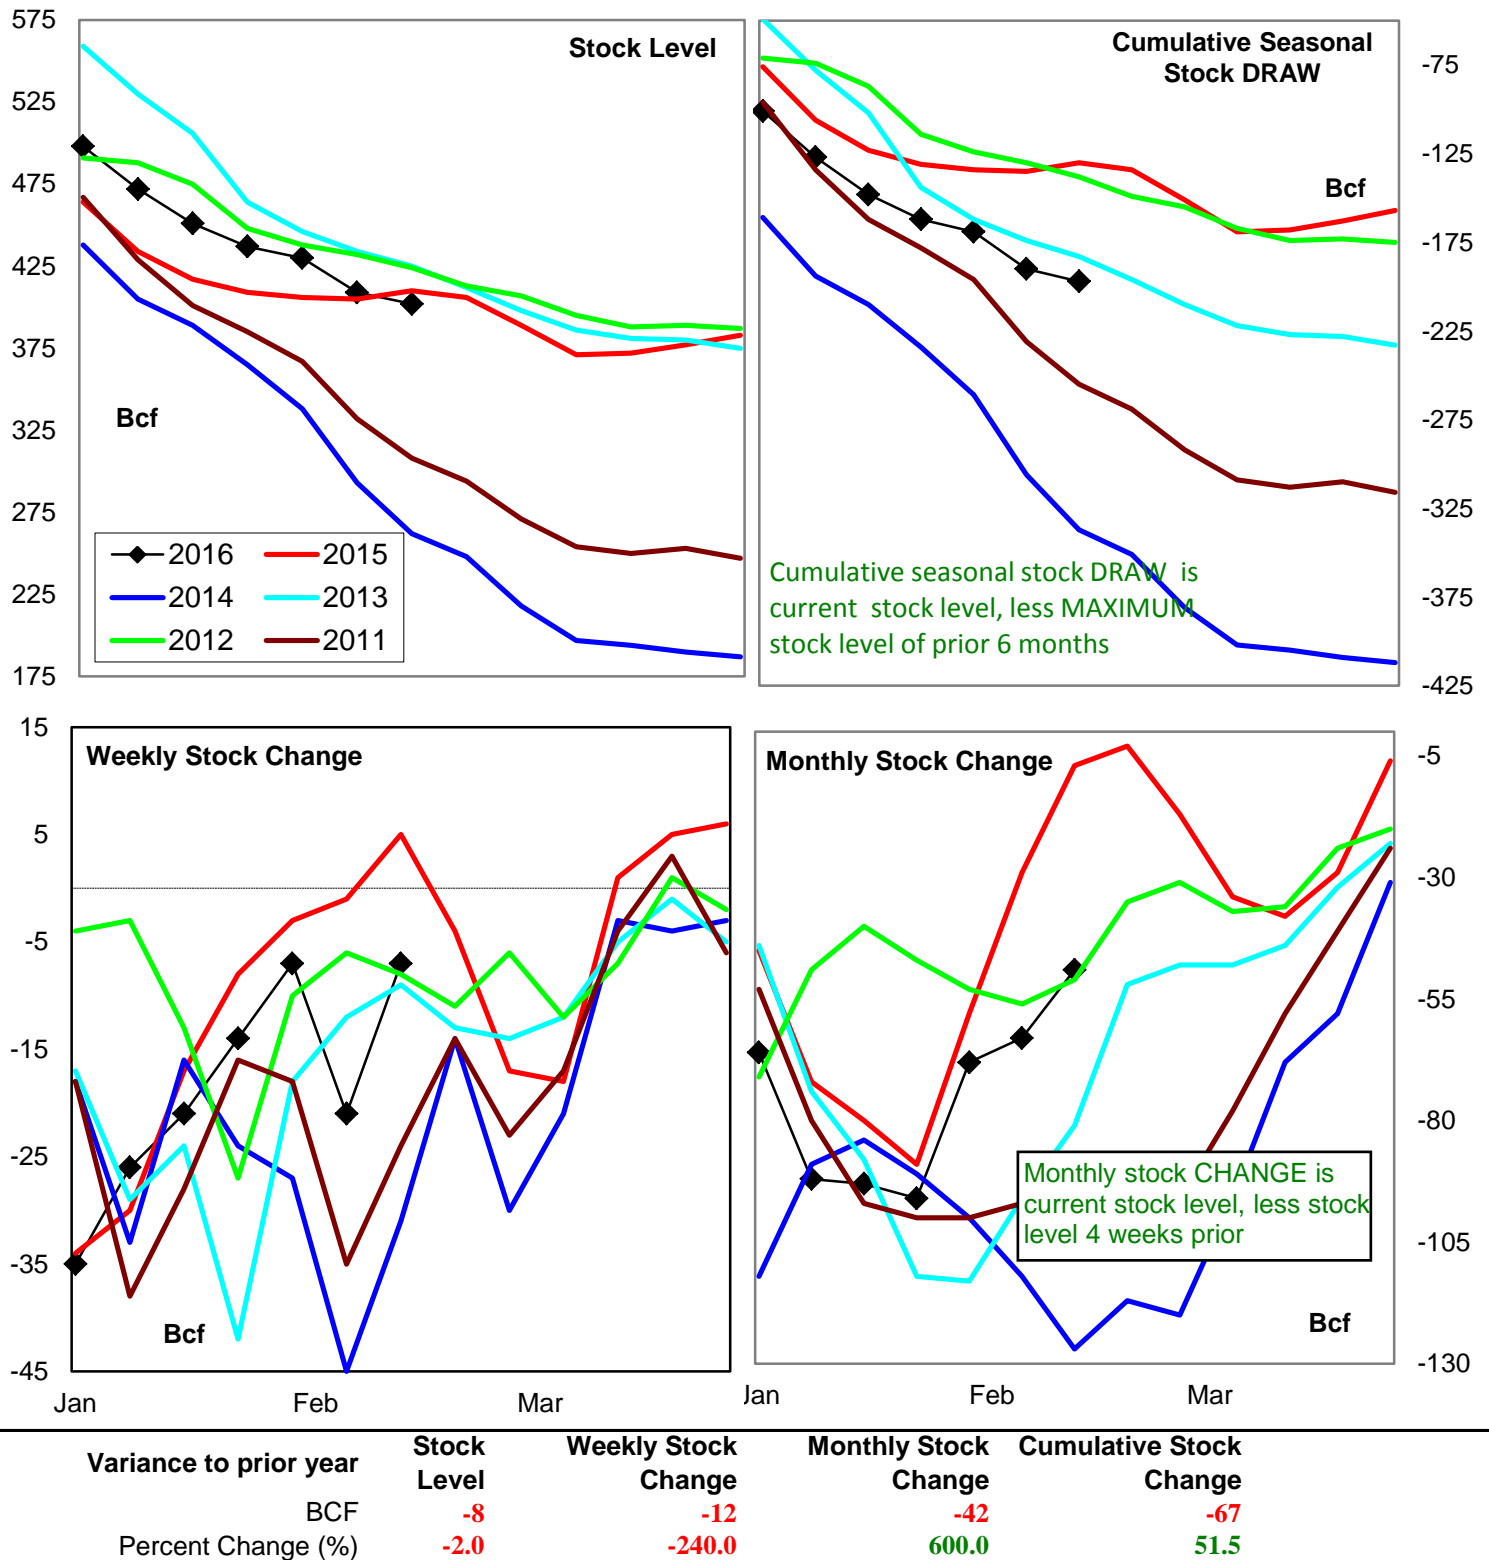 575
525
475
425
375
325
275
225
175
Stock Level
Bcf
2016
2015
2014
2013
2012
2011
Cumulative Seasonal
Stock DRAW
Bcf
-75
-125
-175
-225
-275
-325
-375
-425
Cumulative seasonal stock DRAW is
current stock level, less MAXIMUM
stock level of prior 6 months
15
5
-5
-15
-25
-35
-45
Weekly Stock Change
Bcf
Jan
Feb
Mar
Monthly Stock Change
-5
-30
-55
-80
-105
-130
Monthly stock CHANGE is
current stock level, less stock
level 4 weeks prior
Bcf
Jan
Feb
Mar
Variance to prior year
Stock
Level
Weekly Stock
Change
Monthly Stock
Change
Cumulative Stock
Change
BCF -8 -12 -42 -67
Percent Change (%) -2.0 -240.0 600.0 51.5